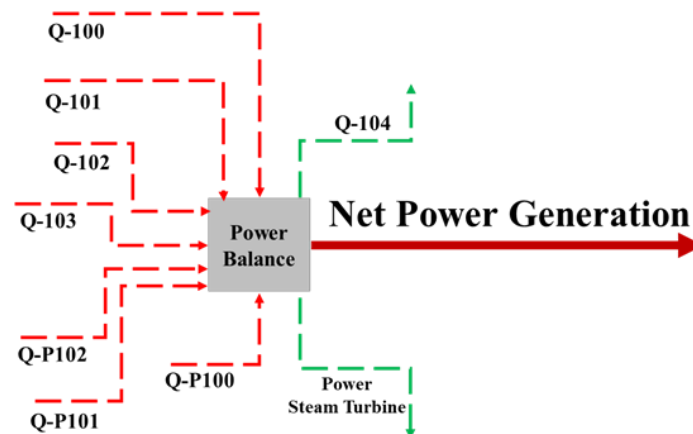 Q-100
Q-101
Q-104
Q-102
Net Power Generation
Q-103
Power
Balance
Q-P102
Q-P100
Power
Steam Turbine
Q-P101